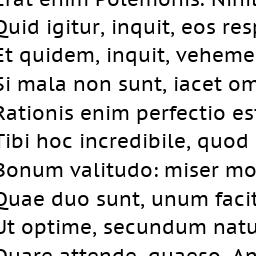 Erat enim Polemonis. Nihil
Quid igitur, inquit, eos resp
Et quidem, inquit, veheme
Si mala non sunt, iacet om
Rationis enim perfectio est
Tibi hoc incredibile, quod
Bonum valitudo: miser mo
Quae duo sunt, unum facit
Ut optime, secundum natu
Quare attende, quaeso. An